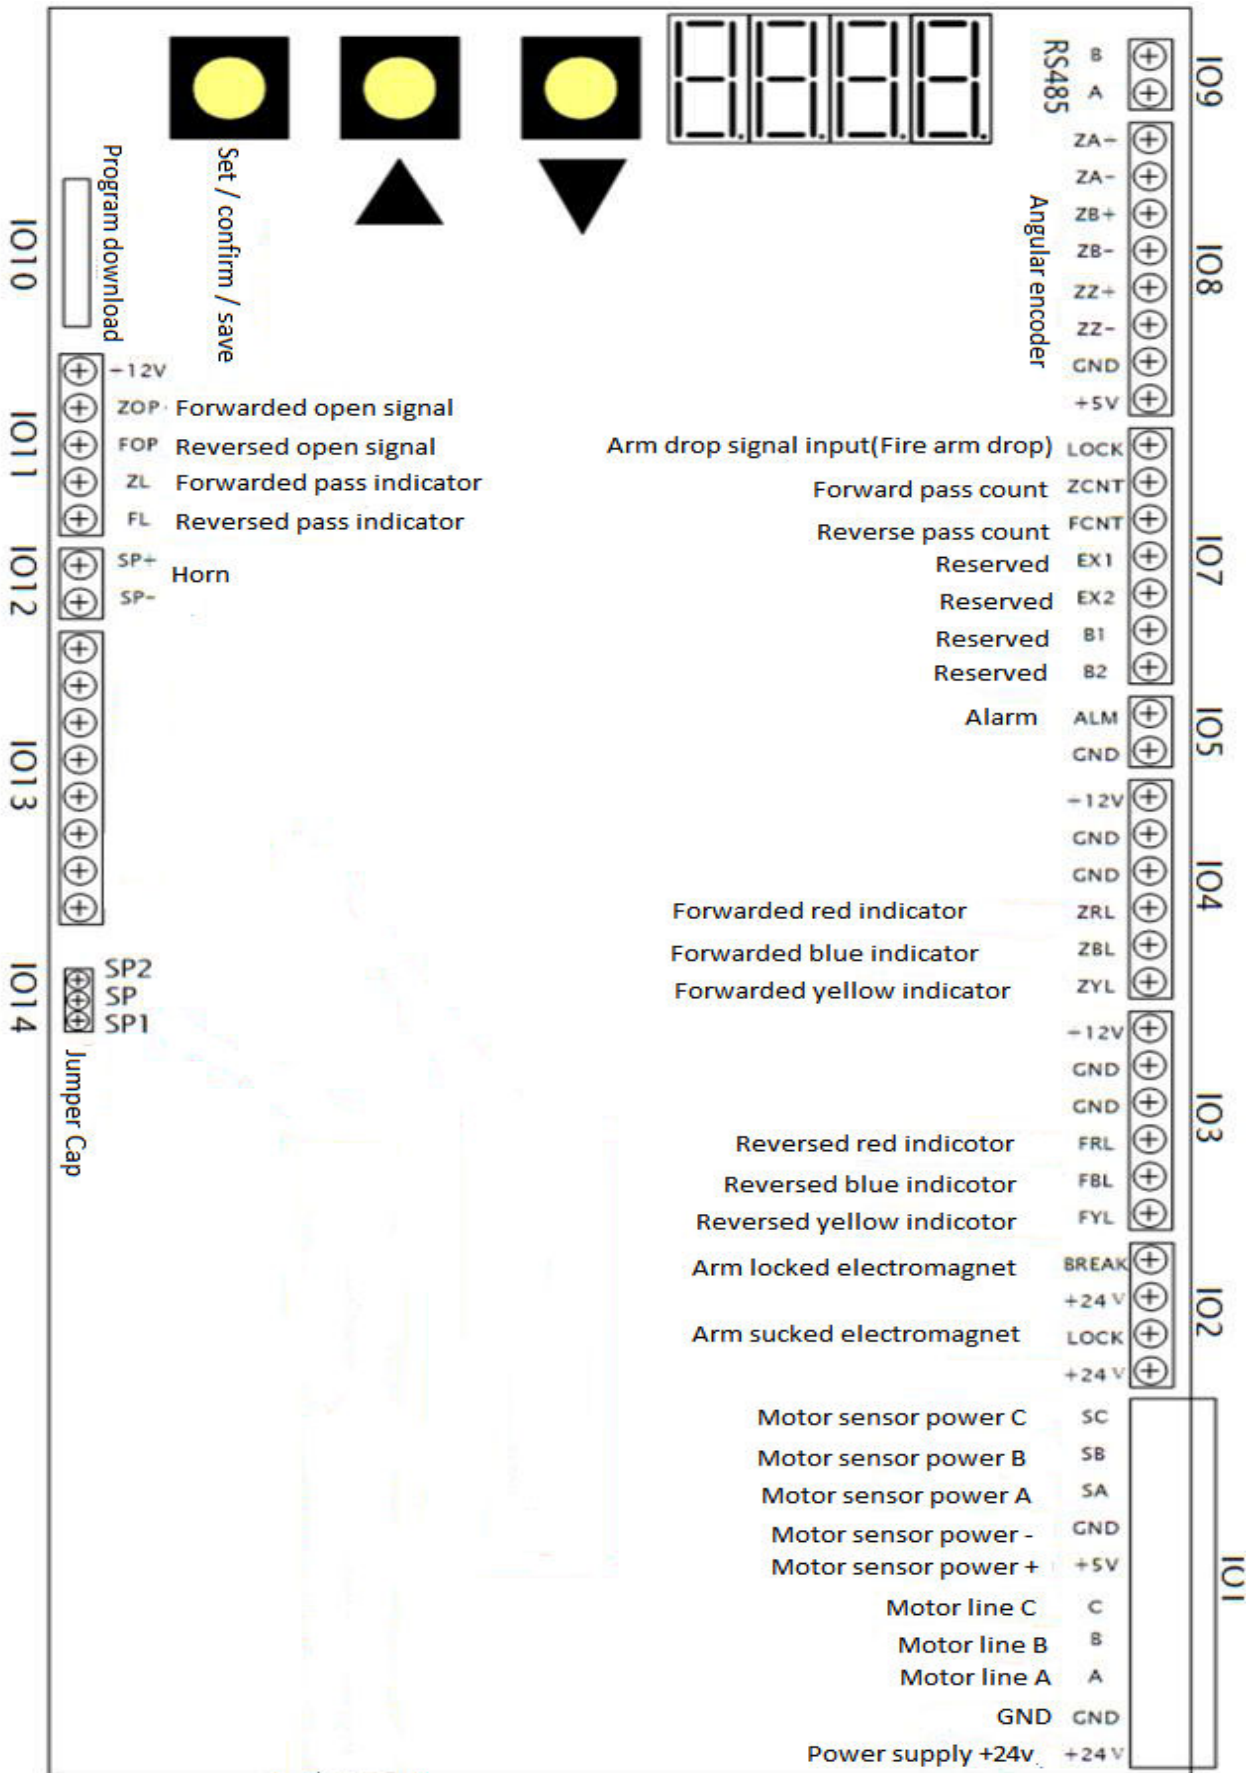 RS485
B
A
IO9
ZA+
ZA-
ZB+
ZB-
ZZ+
ZZ-
GND
+5V
Angular encoder
IO8
Set / confirm / save
Program download
IO10
-12V
ZOP Forwarded open signal
FOP Reversed open signal
ZL Forwarded pass indicator
FL Reversed pass indicator
IO11
SP+
SP-
Horn
IO12
IO13
SP2
SP
SP1
IO14
Jumper Cap
Arm drop signal input(Fire arm drop) LOCK
Forward pass count ZCNT
Reverse pass count FCNT
Reserved EX1
Reserved EX2
Reserved B1
Reserved B2
IO7
Alarm ALM
GND
IO5
-12V
GND
GND
Forwarded red indicator ZRL
Forwarded blue indicator ZBL
Forwarded yellow indicator ZYL
IO4
-12V
GND
GND
Reversed red indicotor FRL
Reversed blue indicotor FBL
Reversed yellow indicotor FYL
IO3
Arm locked electromagnet BREAK
+24V
Arm sucked electromagnet LOCK
+24V
IO2
Motor sensor power C SC
Motor sensor power B SB
Motor sensor power A SA
Motor sensor power - GND
Motor sensor power + +5V
Motor line C C
Motor line B B
Motor line A A
GND GND
Power supply +24v +24V
IO1